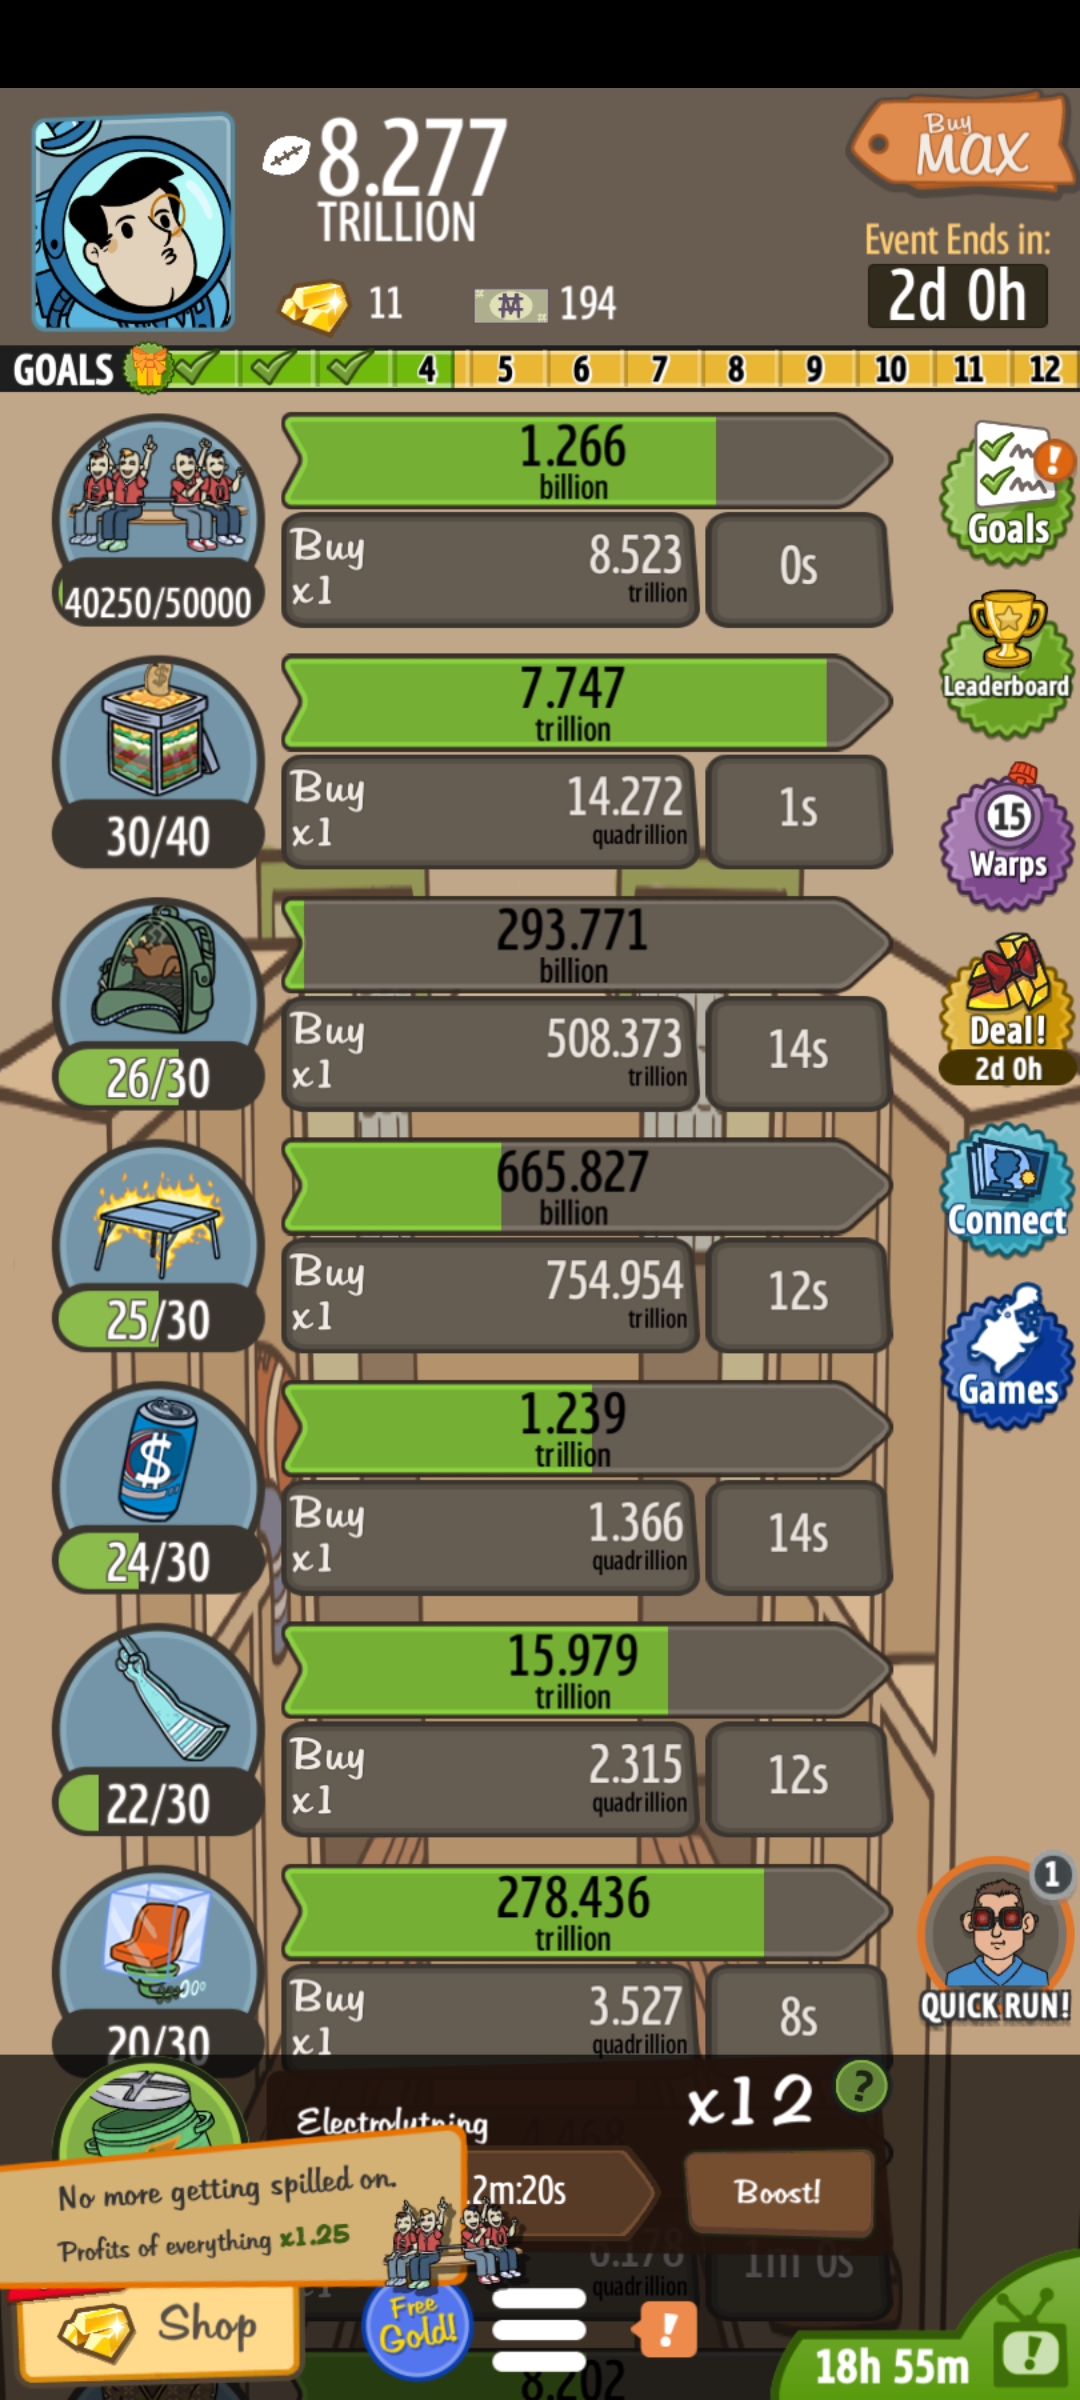 8.277
TRILLION
Buy
MAX
Event Ends in:
2d 0h
11
194
GOALS
4 5 6 7 8 9 10 11 12
1.266
billion
40250/50000
Buy
x1
8.523
trillion
0s
Goals
7.747
trillion
30/40
Buy
x1
14.272
quadrillion
1s
Leaderboard
293.771
billion
26/30
Buy
x1
508.373
trillion
14s
15
Warps
665.827
billion
25/30
Buy
x1
754.954
trillion
12s
Deal!
2d 0h
1.239
trillion
24/30
Buy
x1
1.366
quadrillion
14s
Connect
15.979
trillion
22/30
Buy
x1
2.315
quadrillion
12s
Games
278.436
trillion
20/30
Buy
x1
3.527
quadrillion
8s
1
QUICK RUN!
Electrolytning
x12
?
2m:20s
Boost!
No more getting spilled on.
Profits of everything x1.25
6.178
quadrillion
1m 0s
Shop
Free
Gold!
!
18h 55m
8.202